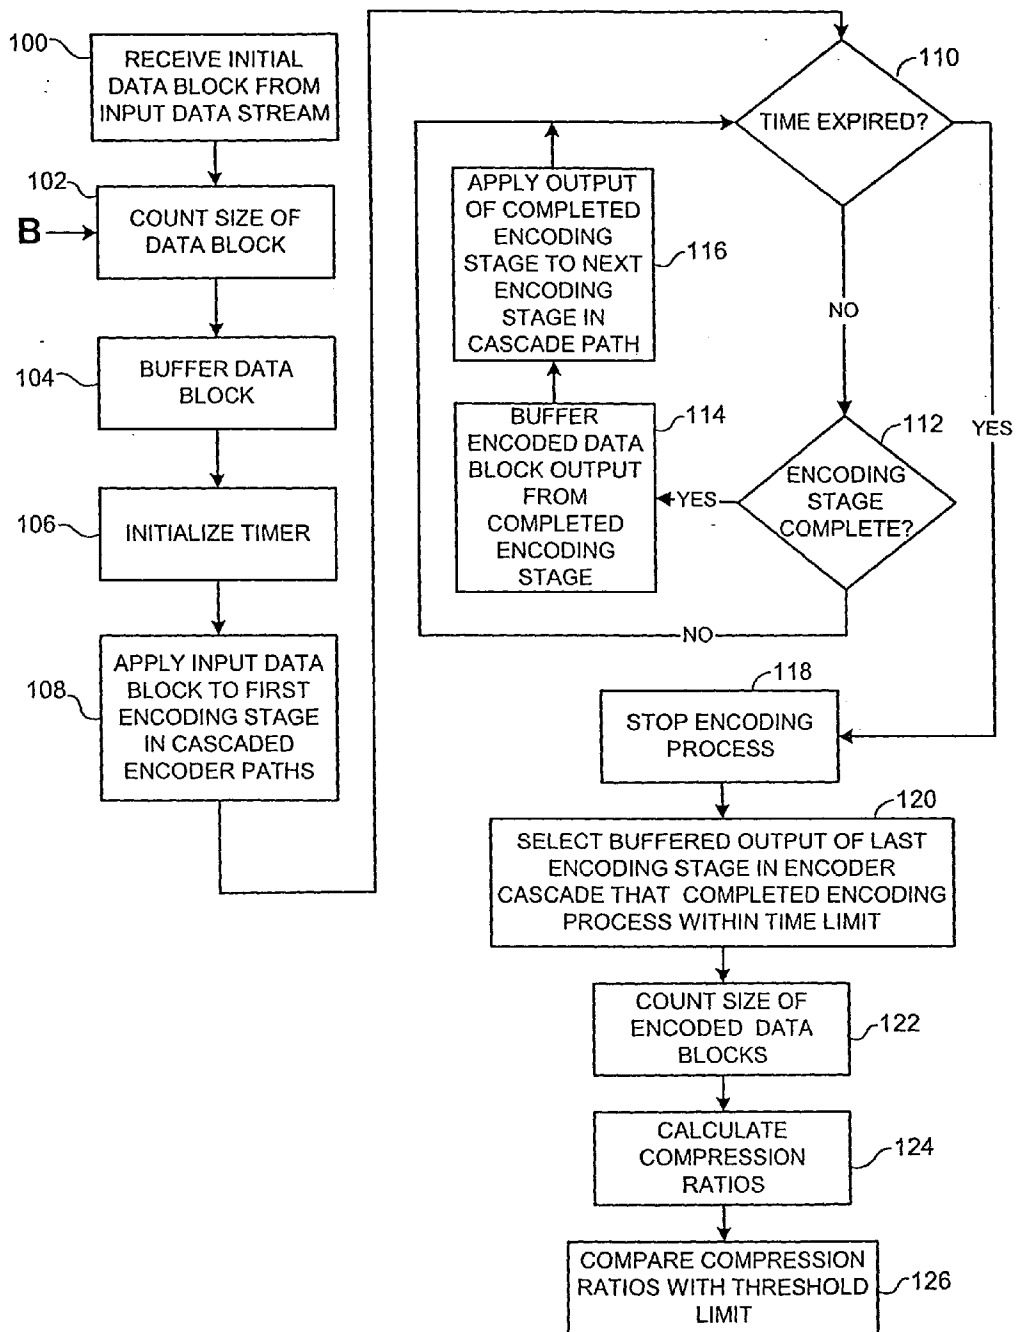 100
RECEIVE INITIAL
DATA BLOCK FROM
INPUT DATA STREAM
102
B
COUNT SIZE OF
DATA BLOCK
104
BUFFER DATA
BLOCK
106
INITIALIZE TIMER
108
APPLY INPUT DATA
BLOCK TO FIRST
ENCODING STAGE
IN CASCADED
ENCODER PATHS
110
TIME EXPIRED?
NO
YES
112
ENCODING
STAGE
COMPLETE?
YES
NO
114
BUFFER
ENCODED DATA
BLOCK OUTPUT
FROM
COMPLETED
ENCODING
STAGE
116
APPLY OUTPUT
OF COMPLETED
ENCODING
STAGE TO NEXT
ENCODING
STAGE IN
CASCADE PATH
118
STOP ENCODING
PROCESS
120
SELECT BUFFERED OUTPUT OF LAST
ENCODING STAGE IN ENCODER
CASCADE THAT COMPLETED ENCODING
PROCESS WITHIN TIME LIMIT
COUNT SIZE OF
ENCODED DATA
BLOCKS
122
CALCULATE
COMPRESSION
RATIOS
124
COMPARE COMPRESSION
RATIOS WITH THRESHOLD
LIMIT
126